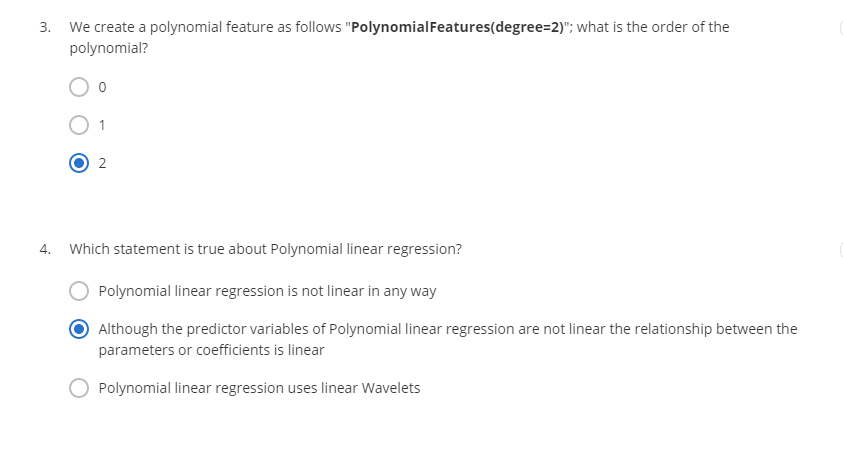 3. We create a polynomial feature as follows "PolynomialFeatures(degree=2)"; what is the order of the
polynomial?
0
1
2
4. Which statement is true about Polynomial linear regression?
Polynomial linear regression is not linear in any way
Although the predictor variables of Polynomial linear regression are not linear the relationship between the
parameters or coefficients is linear
Polynomial linear regression uses linear Wavelets